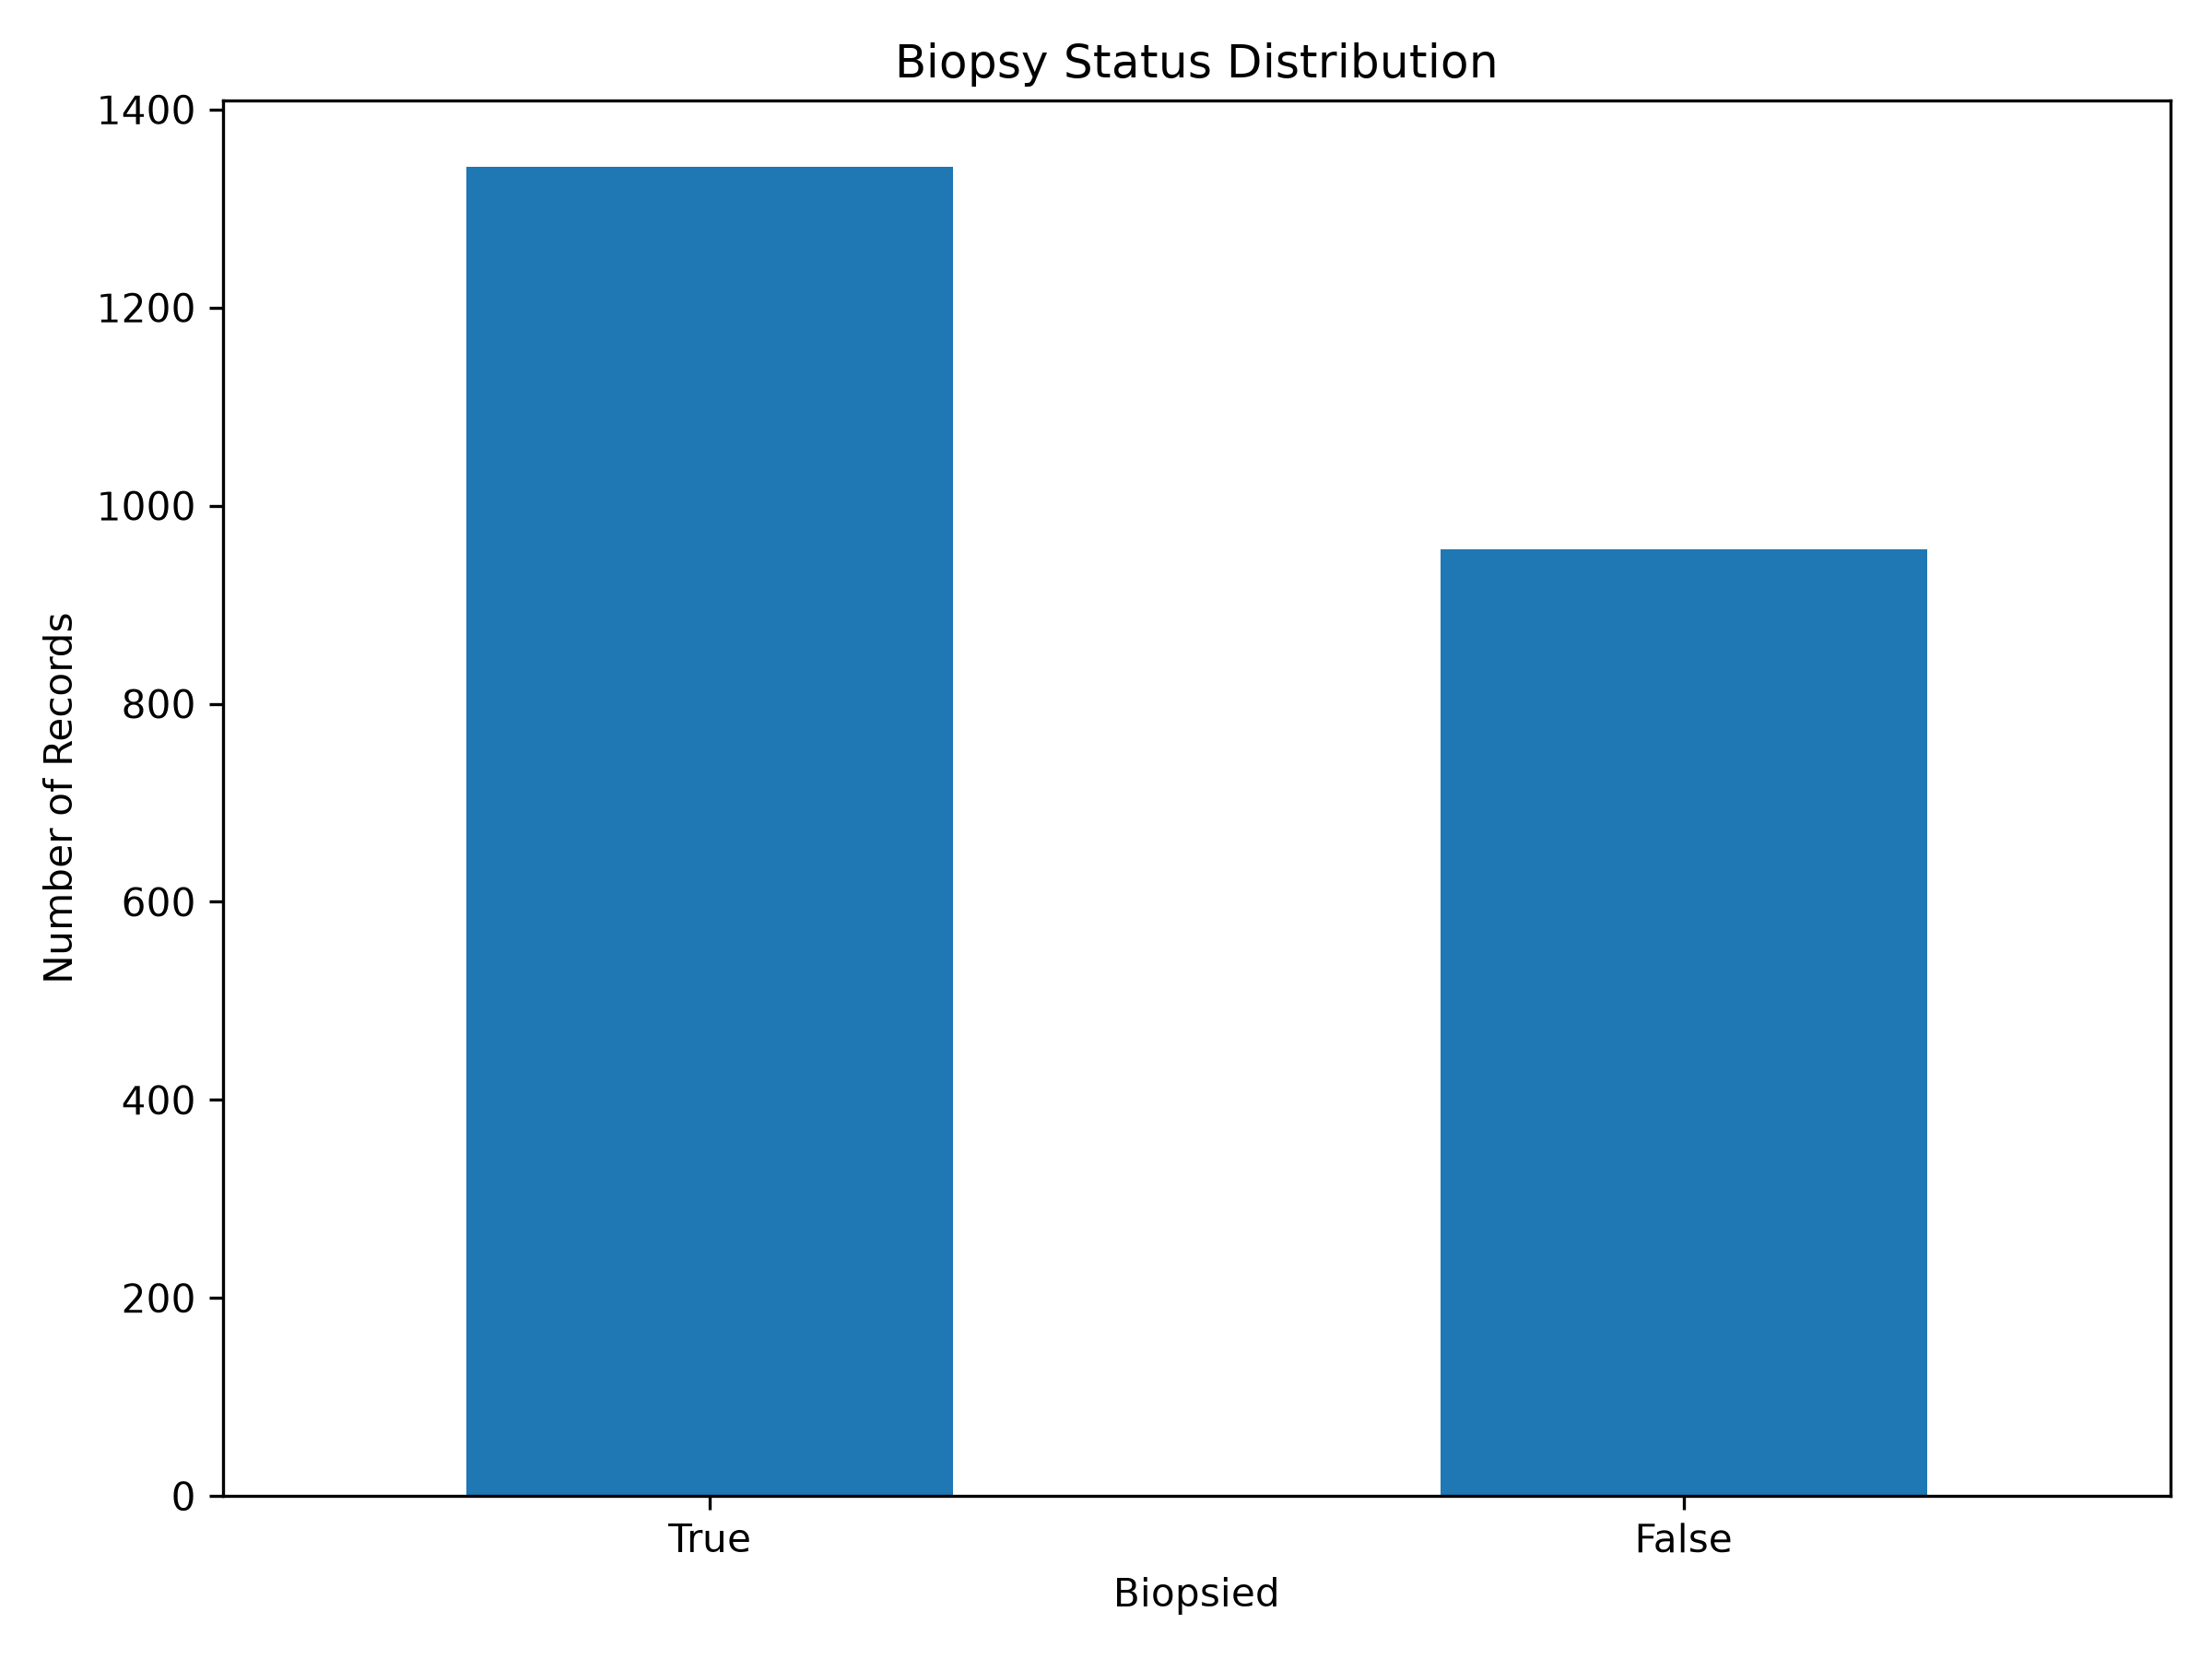 Biopsy Status Distribution
1400
1200
1000
800
600
400
200
0
Number of Records
True
False
Biopsied